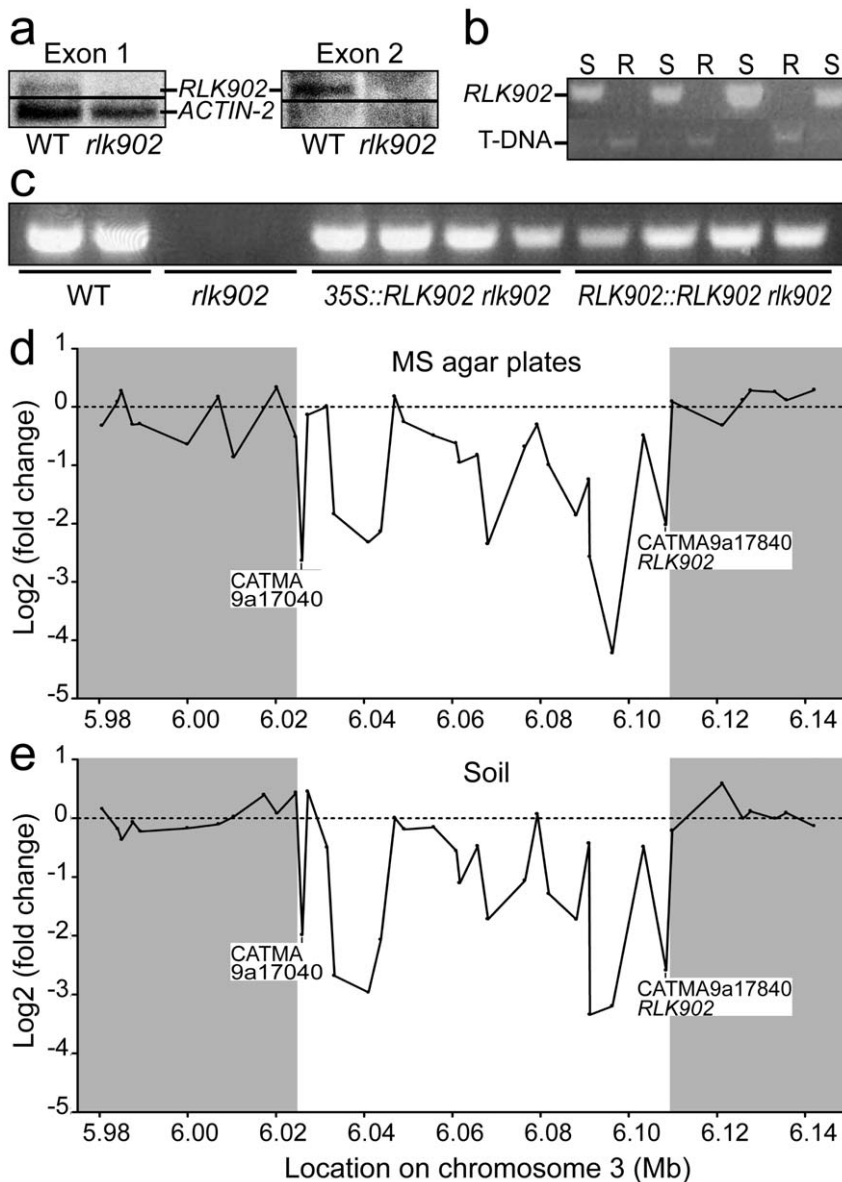 a
Exon 1
Exon 2
RLK902
ACTIN-2
WT rlk902
WT rlk902
b
S R S R S R S
RLK902
T-DNA
c
WT
rlk902
35S::RLK902 rlk902
RLK902::RLK902 rlk902
d
MS agar plates
Log2 (fold change)
1
0
-1
-2
-3
-4
-5
CATMA
9a17040
CATMA9a17840
RLK902
5.98 6.00 6.02 6.04 6.06 6.08 6.10 6.12 6.14
e
Soil
Log2 (fold change)
1
0
-1
-2
-3
-4
-5
CATMA
9a17040
CATMA9a17840
RLK902
5.98 6.00 6.02 6.04 6.06 6.08 6.10 6.12 6.14
Location on chromosome 3 (Mb)